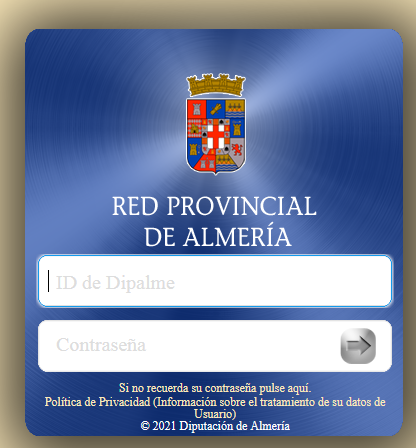 RED PROVINCIAL
DE ALMERÍA
ID de Dipalme
Contraseña
Si no recuerda su contraseña pulse aquí.
Política de Privacidad (Información sobre el tratamiento de su datos de
Usuario)
© 2021 Diputación de Almería